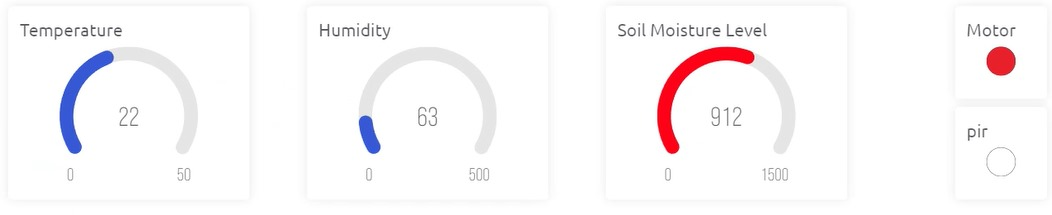 Temperature
22
0 50
Humidity
63
0 500
Soil Moisture Level
912
0 1500
Motor
pir